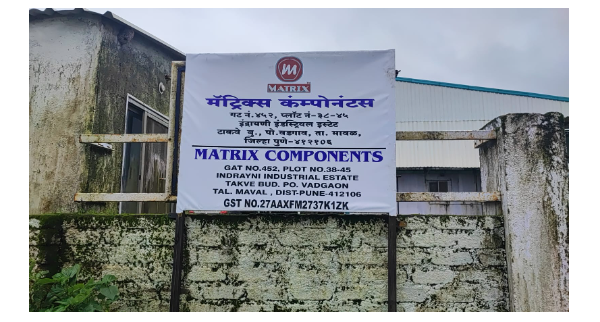 MATRIX
मॅट्रिक्स कंम्पोनंटस
गट नं.४५२, प्लॉट नं-३८-४५
इंद्रायणी इंडस्ट्रियल इस्टेट
टाकवे बु., पो.वडगाव, ता. मावळ,
जिल्हा पुणे-४१२१०६
MATRIX COMPONENTS
GAT NO.452, PLOT NO.38-45
INDRAYNI INDUSTRIAL ESTATE
TAKVE BUD. PO. VADGAON
TAL. MAVAL , DIST-PUNE-412106
GST NO.27AAXFM2737K1ZK